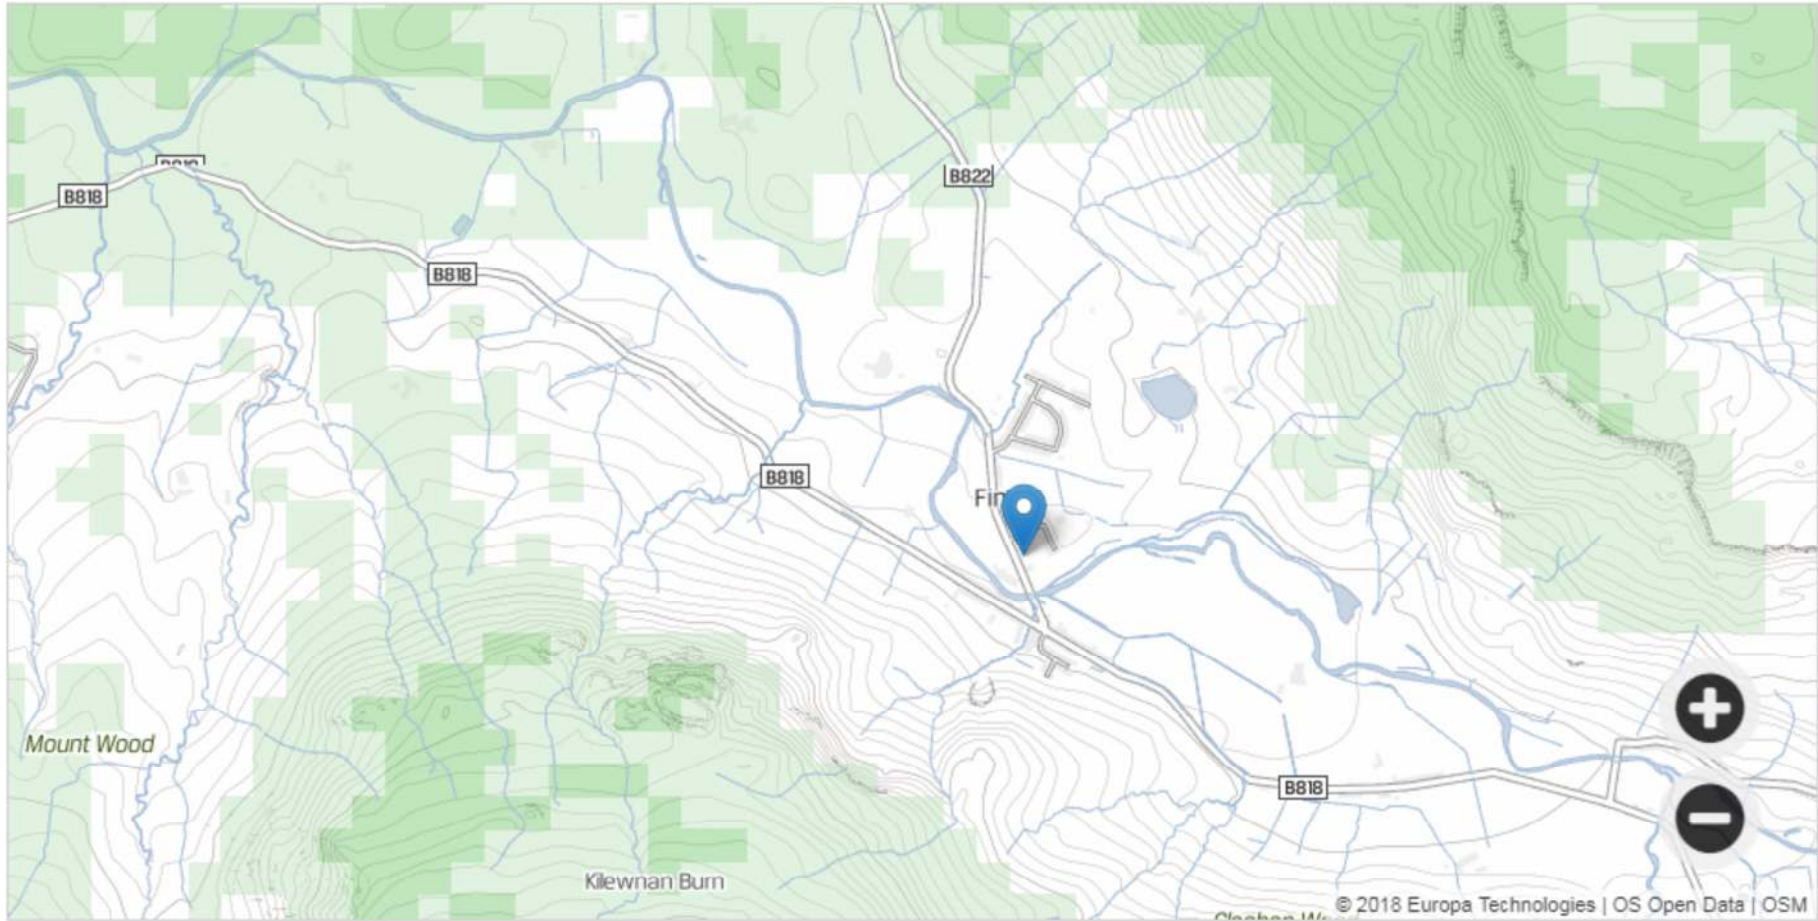 B818
B822
B818
B818
Fin
B818
Mount Wood
Kilewnan Burn
© 2018 Europa Technologies | OS Open Data | OSM